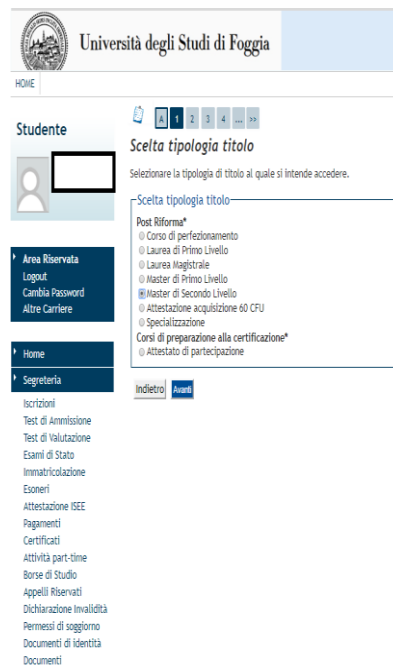 Università degli Studi di Foggia
HOME
Studente
Area Riservata
Logout
Cambia Password
Altre Carriere
Home
Segreteria
Iscrizioni
Test di Ammissione
Test di Valutazione
Esami di Stato
Immatricolazione
Esoneri
Attestazione ISEE
Pagamenti
Certificati
Attività part-time
Borse di Studio
Appelli Riservati
Dichiarazione Invalidità
Permessi di soggiorno
Documenti di identità
Documenti
A 1 2 3 4 ... >>
Scelta tipologia titolo
Selezionare la tipologia di titolo al quale si intende accedere.
Scelta tipologia titolo
Post Riforma*
Corso di perfezionamento
Laurea di Primo Livello
Laurea Magistrale
Master di Primo Livello
Master di Secondo Livello
Attestazione acquisizione 60 CFU
Specializzazione
Corsi di preparazione alla certificazione*
Attestato di partecipazione
Indietro Avanti